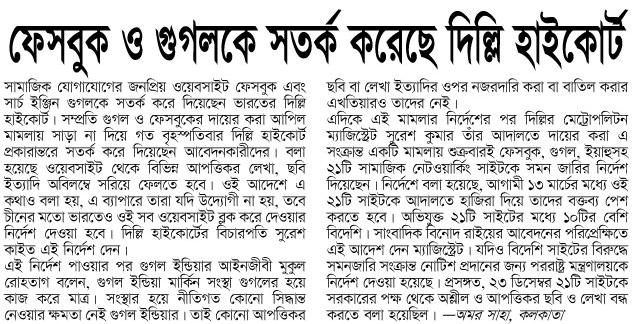 ফেসবুক ও গুগলকে সতর্ক করেছে দিল্লি হাইকোর্ট
সামাজিক যোগাযোগের জনপ্রিয় ওয়েবসাইট ফেসবুক এবং
সার্চ ইঞ্জিন গুগলকে সতর্ক করে দিয়েছেন ভারতের দিল্লি
হাইকোর্ট। সম্প্রতি গুগল ও ফেসবুকের দায়ের করা আপিল
মামলায় সাড়া না দিয়ে গত বৃহস্পতিবার দিল্লি হাইকোর্ট
প্রকারান্তরে সতর্ক করে দিয়েছেন আবেদনকারীদের। বলা
হয়েছে ওয়েবসাইট থেকে বিভিন্ন আপত্তিকর লেখা, ছবি
ইত্যাদি অবিলম্বে সরিয়ে ফেলতে হবে। ওই আদেশে এ
কথাও বলা হয়, এ ব্যাপারে তারা যদি উদ্যোগী না হয়, তবে
চীনের মতো ভারতেও ওই সব ওয়েবসাইট ব্লক করে দেওয়ার
নির্দেশ দেওয়া হবে। দিল্লি হাইকোর্টের বিচারপতি সুরেশ
কাইত এই নির্দেশ দেন।
এই নির্দেশ পাওয়ার পর গুগল ইন্ডিয়ার আইনজীবী মুকুল
রোহতাগ বলেন, গুগল ইন্ডিয়া মার্কিন সংস্থা গুগলের হয়ে
কাজ করে মাত্র। সংস্থার হয়ে নীতিগত কোনো সিদ্ধান্ত
নেওয়ার ক্ষমতা নেই গুগল ইন্ডিয়ার। তাই কোনো আপত্তিকর
ছবি বা লেখা ইত্যাদির ওপর নজরদারি করা বা বাতিল করার
এখতিয়ারও তাদের নেই।
এদিকে এই মামলার নির্দেশের পর দিল্লির মেট্রোপলিটন
ম্যাজিস্ট্রেট সুরেশ কুমার তাঁর আদালতে দায়ের করা এ
সংক্রান্ত একটি মামলায় শুক্রবারই ফেসবুক, গুগল, ইয়াহুসহ
২১টি সামাজিক নেটওয়ার্কিং সাইটকে সমন জারির নির্দেশ
দিয়েছেন। নির্দেশে বলা হয়েছে, আগামী ১৩ মার্চের মধ্যে ওই
২১টি সাইটকে আদালতে হাজিরা দিয়ে তাদের বক্তব্য পেশ
করতে হবে। অভিযুক্ত ২১টি সাইটের মধ্যে ১০টির বেশি
বিদেশি। সাংবাদিক বিনোদ রাইয়ের আবেদনের পরিপ্রেক্ষিতে
এই আদেশ দেন ম্যাজিস্ট্রেট। যদিও বিদেশি সাইটের বিরুদ্ধে
সমনজারি সংক্রান্ত নোটিশ প্রদানের জন্য পররাষ্ট্র মন্ত্রণালয়কে
নির্দেশ দেওয়া হয়েছে। প্রসঙ্গত, ২৩ ডিসেম্বর ২১টি সাইটকে
সরকারের পক্ষ থেকে অশ্লীল ও আপত্তিকর ছবি ও লেখা বন্ধ
করতে বলা হয়েছিল। —অমর সাহা, কলকাতা